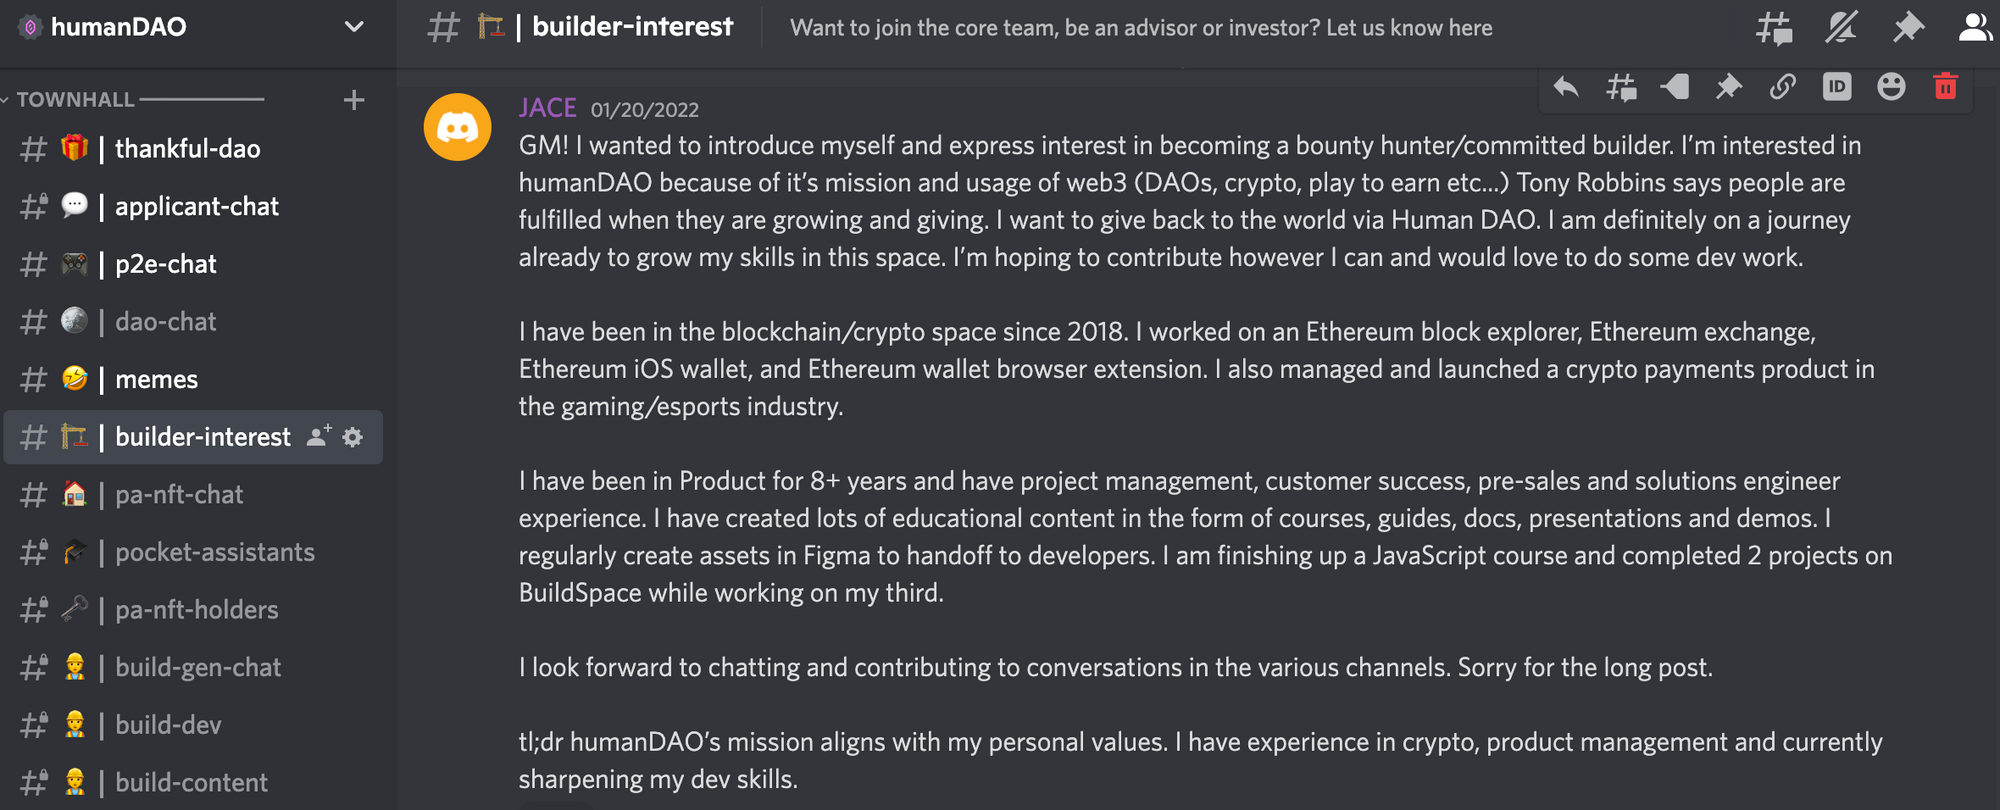 humanDAO
| builder-interest
Want to join the core team, be an advisor or investor? Let us know here
TOWNHALL
| thankful-dao
| applicant-chat
| p2e-chat
| dao-chat
| memes
| builder-interest
| pa-nft-chat
| pocket-assistants
| pa-nft-holders
| build-gen-chat
| build-dev
| build-content
ID
JACE 01/20/2022
GM! I wanted to introduce myself and express interest in becoming a bounty hunter/committed builder. I’m interested in
humanDAO because of it’s mission and usage of web3 (DAOs, crypto, play to earn etc...) Tony Robbins says people are
fulfilled when they are growing and giving. I want to give back to the world via Human DAO. I am definitely on a journey
already to grow my skills in this space. I’m hoping to contribute however I can and would love to do some dev work.
I have been in the blockchain/crypto space since 2018. I worked on an Ethereum block explorer, Ethereum exchange,
Ethereum iOS wallet, and Ethereum wallet browser extension. I also managed and launched a crypto payments product in
the gaming/esports industry.
I have been in Product for 8+ years and have project management, customer success, pre-sales and solutions engineer
experience. I have created lots of educational content in the form of courses, guides, docs, presentations and demos. I
regularly create assets in Figma to handoff to developers. I am finishing up a JavaScript course and completed 2 projects on
BuildSpace while working on my third.
I look forward to chatting and contributing to conversations in the various channels. Sorry for the long post.
tl;dr humanDAO’s mission aligns with my personal values. I have experience in crypto, product management and currently
sharpening my dev skills.